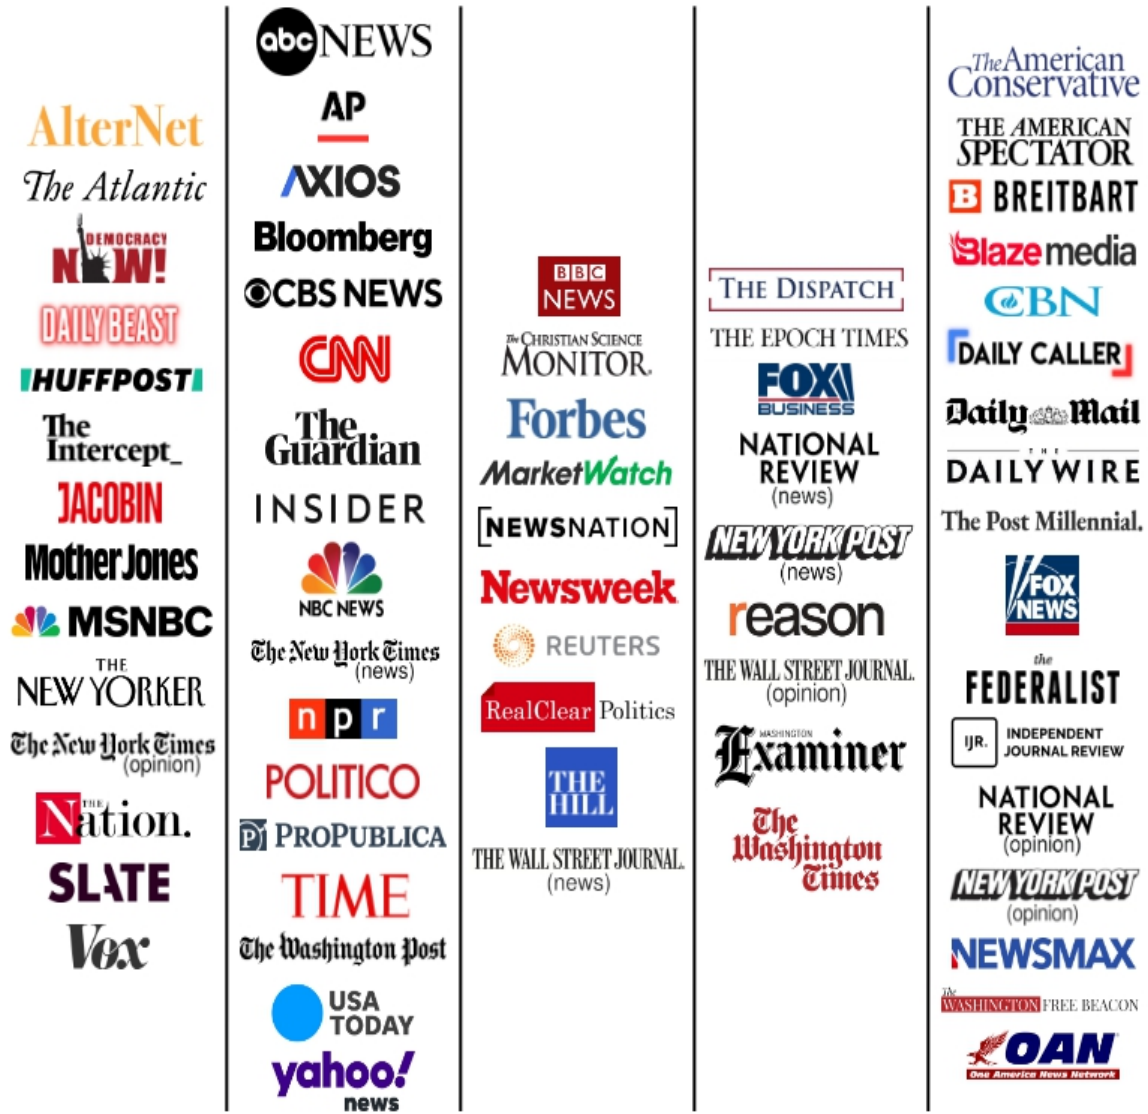 AlterNet
The Atlantic
DEMOCRACY
NOW!
DAILY BEAST
HUFFPOST
The
Intercept_
JACOBIN
Mother Jones
MSNBC
THE
NEW YORKER
The New York Times
(opinion)
THE
Nation.
SLATE
Vox
abc NEWS
AP
AXIOS
Bloomberg
CBS NEWS
CNN
The
Guardian
INSIDER
NBC NEWS
The New York Times
(news)
npr
POLITICO
P PROPUBLICA
TIME
The Washington Post
USA
TODAY
yahoo!
news
BBC
NEWS
The CHRISTIAN SCIENCE
MONITOR
Forbes
MarketWatch
[NEWSNATION]
Newsweek
REUTERS
RealClear Politics
THE
HILL
THE WALL STREET JOURNAL.
(news)
THE DISPATCH
THE EPOCH TIMES
FOX
BUSINESS
NATIONAL
REVIEW
(news)
NEW YORK POST
(news)
reason
THE WALL STREET JOURNAL.
(opinion)
WASHINGTON
Examiner
The
Washington
Times
The American
Conservative
THE AMERICAN
SPECTATOR
B BREITBART
Blaze media
CBN
DAILY CALLER
Daily Mail
THE
DAILY WIRE
The Post Millennial.
FOX
NEWS
the
FEDERALIST
IJR. INDEPENDENT
JOURNAL REVIEW
NATIONAL
REVIEW
(opinion)
NEW YORK POST
(opinion)
NEWSMAX
The
WASHINGTON FREE BEACON
OAN
One America News Network